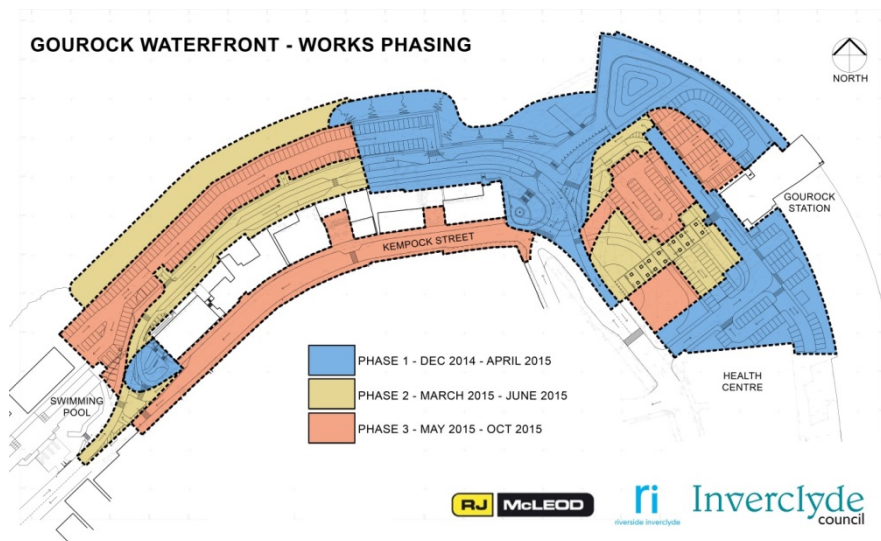 GOUROCK WATERFRONT - WORKS PHASING
NORTH
GOUROCK
STATION
KEMPOCK STREET
PHASE 1 - DEC 2014 - APRIL 2015
PHASE 2 - MARCH 2015 - JUNE 2015
PHASE 3 - MAY 2015 - OCT 2015
HEALTH
CENTRE
SWIMMING
POOL
RJ McLEOD
ri
riverside inverclyde
Inverclyde
council